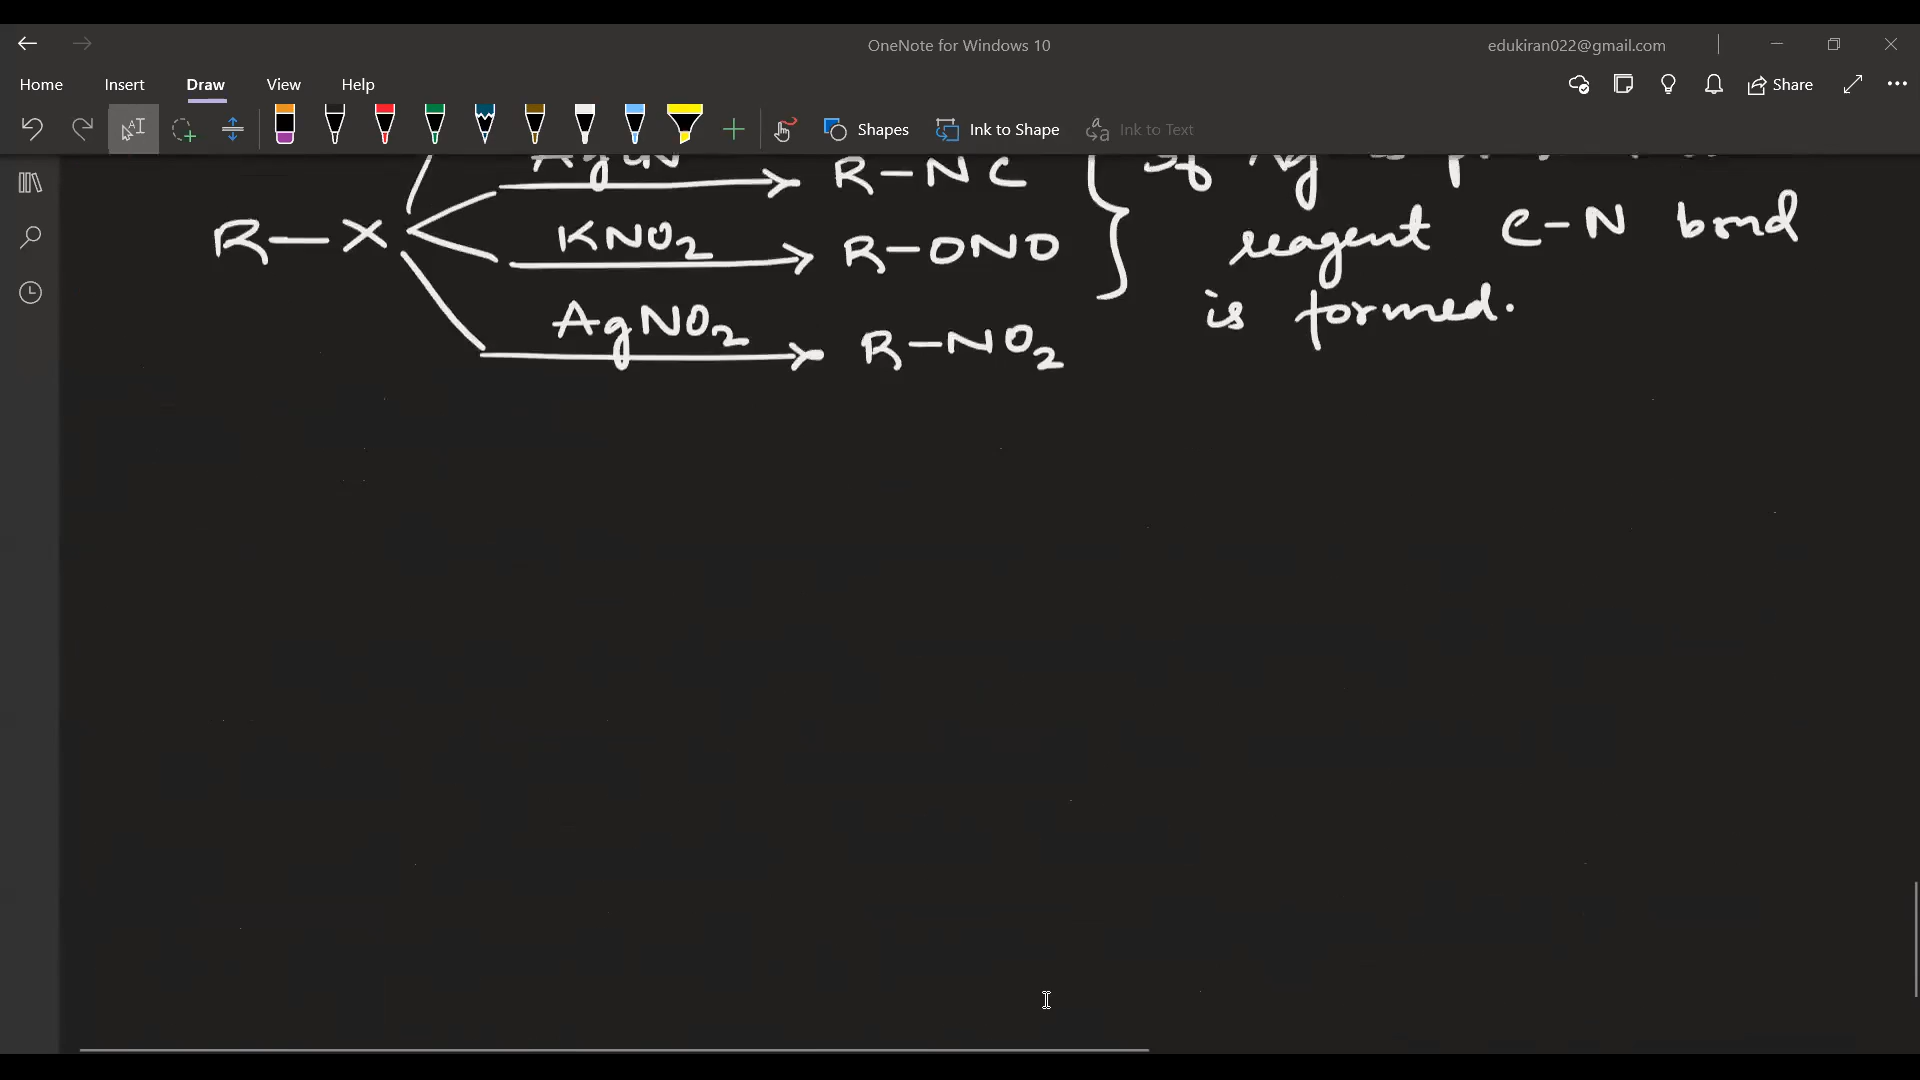 OneNote for Windows 10
edukiran022@gmail.com
Home Insert Draw View Help
Share
Shapes Ink to Shape Ink to Text
R-NC
R-X KNO2 R-ONO
reagent C-N bond
is formed.
AgNO2 R-NO2